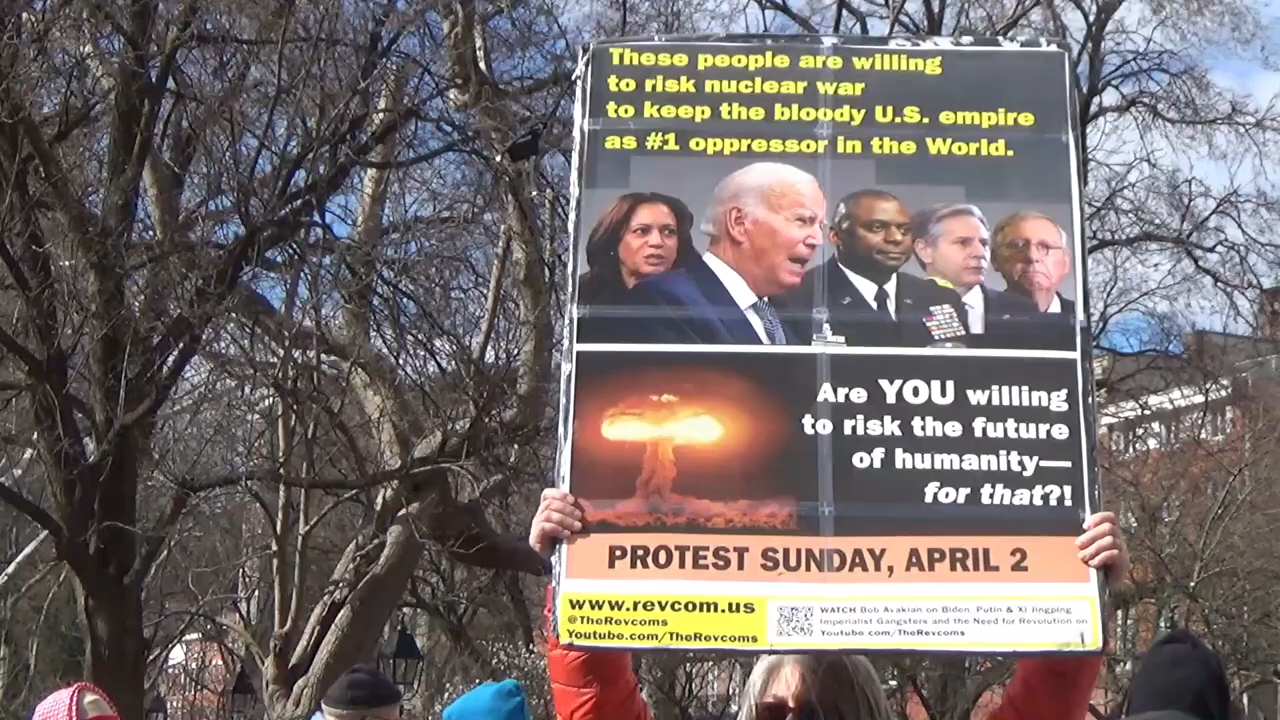 These people are willing
to risk nuclear war
to keep the bloody U.S. empire
as #1 oppressor in the World.
Are YOU willing
to risk the future
of humanity—
for that?!
PROTEST SUNDAY, APRIL 2
www.revcom.us
@TheRevcoms
Youtube.com/TheRevcoms
WATCH Bob Avakian on Biden, Putin & Xi Jingping
Imperialist Gangsters and the Need for Revolution on
Youtube.com/TheRevcoms